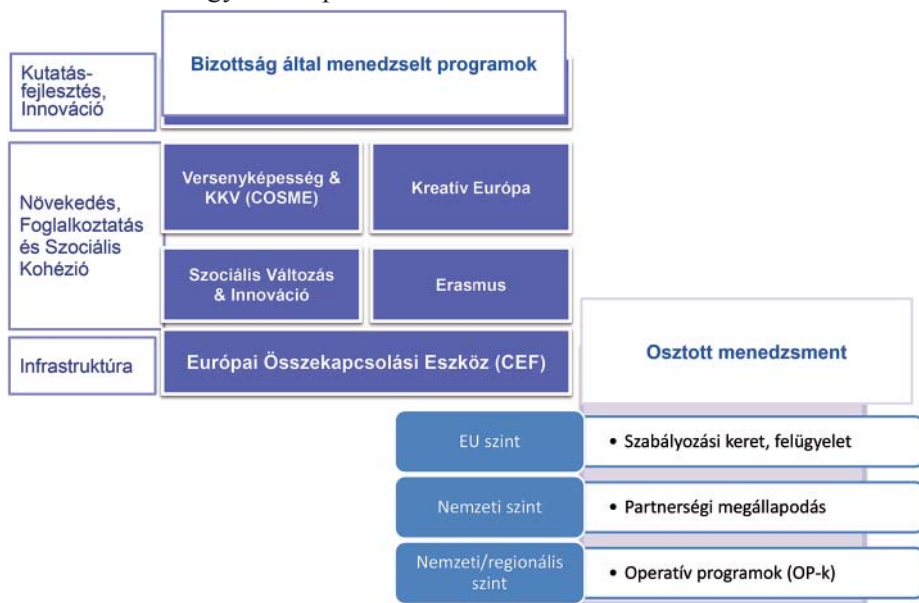 Bizottság által menedzselt programok
Kutatás-
fejlesztés,
Innováció
Növekedés,
Foglalkoztatás
és Szociális
Kohézió
Versenyképesség &
KKV (COSME)
Kreatív Európa
Szociális Változás
& Innováció
Erasmus
Infrastruktúra
Európai Összekapcsolási Eszköz (CEF)
Osztott menedzsment
EU szint
• Szabályozási keret, felügyelet
Nemzeti szint
• Partnerségi megállapodás
Nemzeti/regionális
szint
• Operatív programok (OP-k)